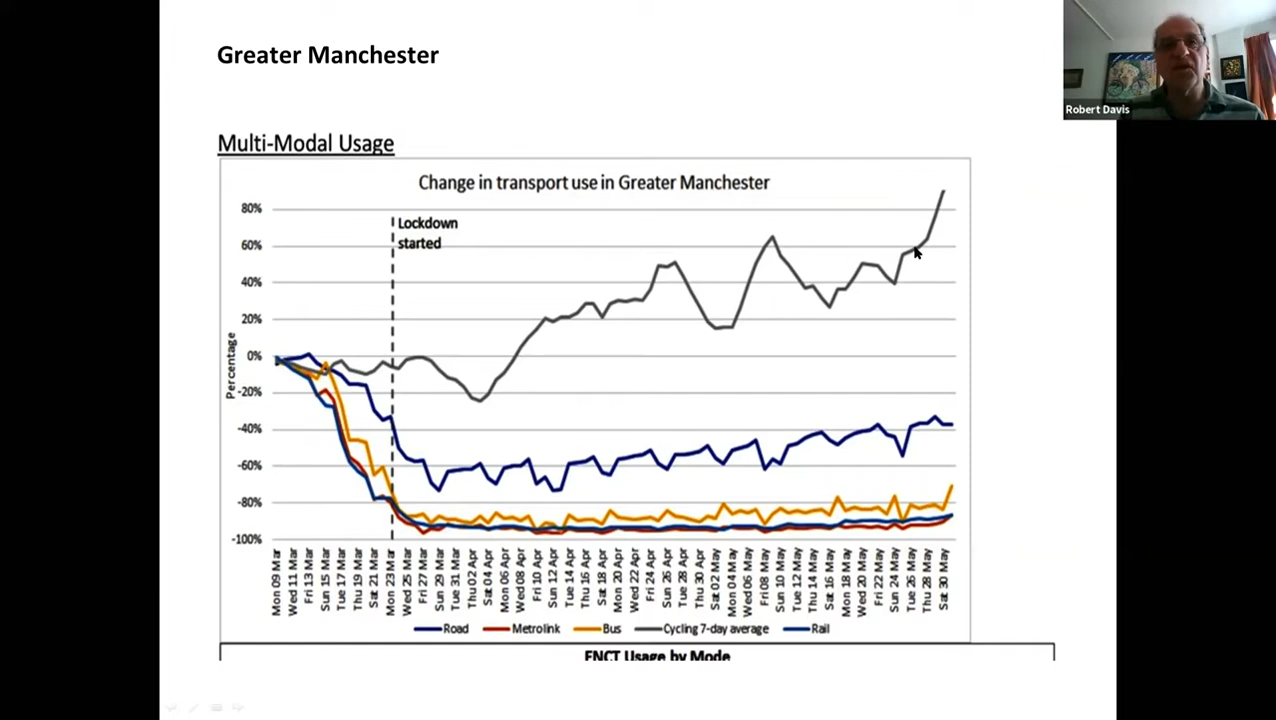 Greater Manchester
Robert Davis
Multi-Modal Usage
Change in transport use in Greater Manchester
80%
60%
40%
20%
0%
-20%
-40%
-60%
-80%
-100%
Percentage
Lockdown
started
Mon 09 Mar
Wed 11 Mar
Fri 13 Mar
Sun 15 Mar
Tue 17 Mar
Thu 19 Mar
Sat 21 Mar
Mon 23 Mar
Wed 25 Mar
Fri 27 Mar
Sun 29 Mar
Tue 31 Mar
Thu 02 Apr
Sat 04 Apr
Mon 06 Apr
Wed 08 Apr
Fri 10 Apr
Sun 12 Apr
Tue 14 Apr
Thu 16 Apr
Sat 18 Apr
Mon 20 Apr
Wed 22 Apr
Fri 24 Apr
Sun 26 Apr
Tue 28 Apr
Thu 30 Apr
Sat 02 May
Mon 04 May
Wed 06 May
Fri 08 May
Sun 10 May
Tue 12 May
Thu 14 May
Sat 16 May
Mon 18 May
Wed 20 May
Fri 22 May
Sun 24 May
Tue 26 May
Thu 28 May
Sat 30 May
Road Metrolink Bus Cycling 7-day average Rail
ENCT Usage by Mode